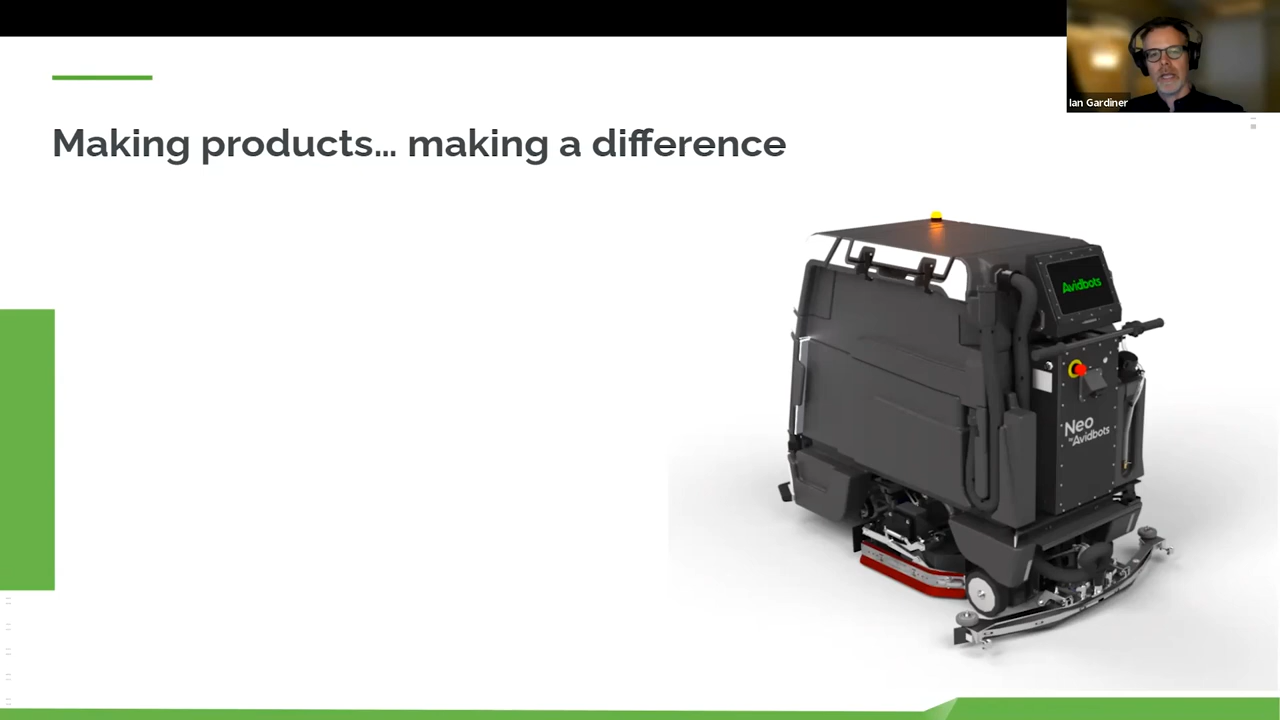 Ian Gardiner
Making products... making a difference
Avidbots
Neo
by Avidbots